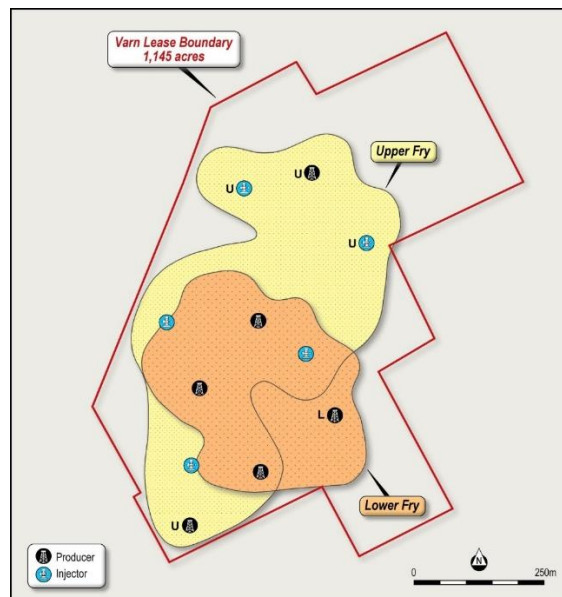 Varn Lease Boundary
1,145 acres
Upper Fry
U
U
U
L
Lower Fry
U
Producer
Injector
N
0
250m